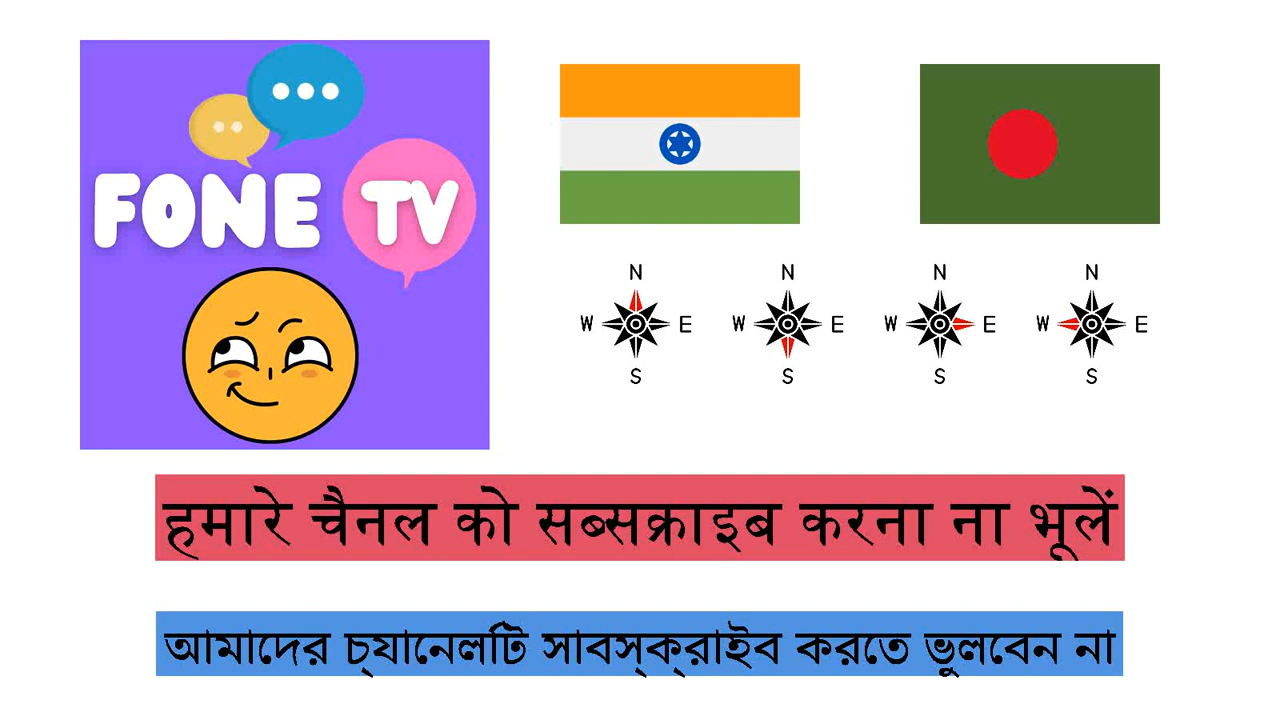 FONE TV
N N N N
W E W E W E W E
S S S S
हमारे चैनल को सब्सक्राइब करना ना भूलें
আমাদের চ্‌যানেলটি সাবস্‌ক্‌রাইব করতে ভুলবেন না